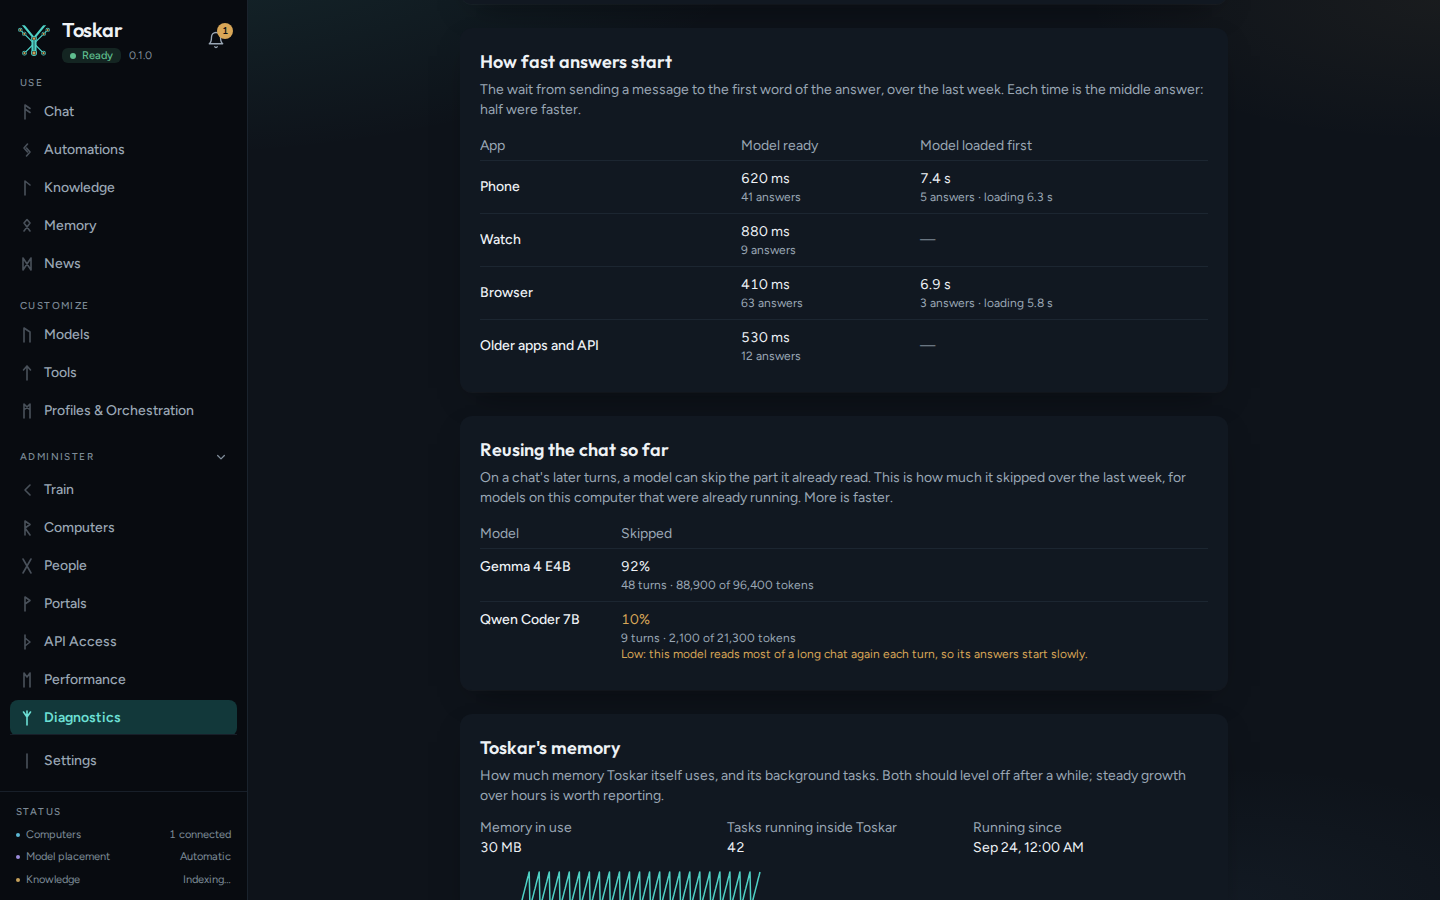 Toskar
1
Ready 0.1.0
USE
Chat
Automations
Knowledge
Memory
News
CUSTOMIZE
Models
Tools
Profiles & Orchestration
ADMINISTER
Train
Computers
People
Portals
API Access
Performance
Diagnostics
Settings
STATUS
Computers 1 connected
Model placement Automatic
Knowledge Indexing...
How fast answers start
The wait from sending a message to the first word of the answer, over the last week. Each time is the middle answer:
half were faster.
App Model ready Model loaded first
Phone 620 ms 7.4 s
41 answers 5 answers · loading 6.3 s
Watch 880 ms —
9 answers
Browser 410 ms 6.9 s
63 answers 3 answers · loading 5.8 s
Older apps and API 530 ms —
12 answers
Reusing the chat so far
On a chat's later turns, a model can skip the part it already read. This is how much it skipped over the last week, for
models on this computer that were already running. More is faster.
Model Skipped
Gemma 4 E4B 92%
48 turns · 88,900 of 96,400 tokens
Qwen Coder 7B 10%
9 turns · 2,100 of 21,300 tokens
Low: this model reads most of a long chat again each turn, so its answers start slowly.
Toskar's memory
How much memory Toskar itself uses, and its background tasks. Both should level off after a while; steady growth
over hours is worth reporting.
Memory in use Tasks running inside Toskar Running since
30 MB 42 Sep 24, 12:00 AM